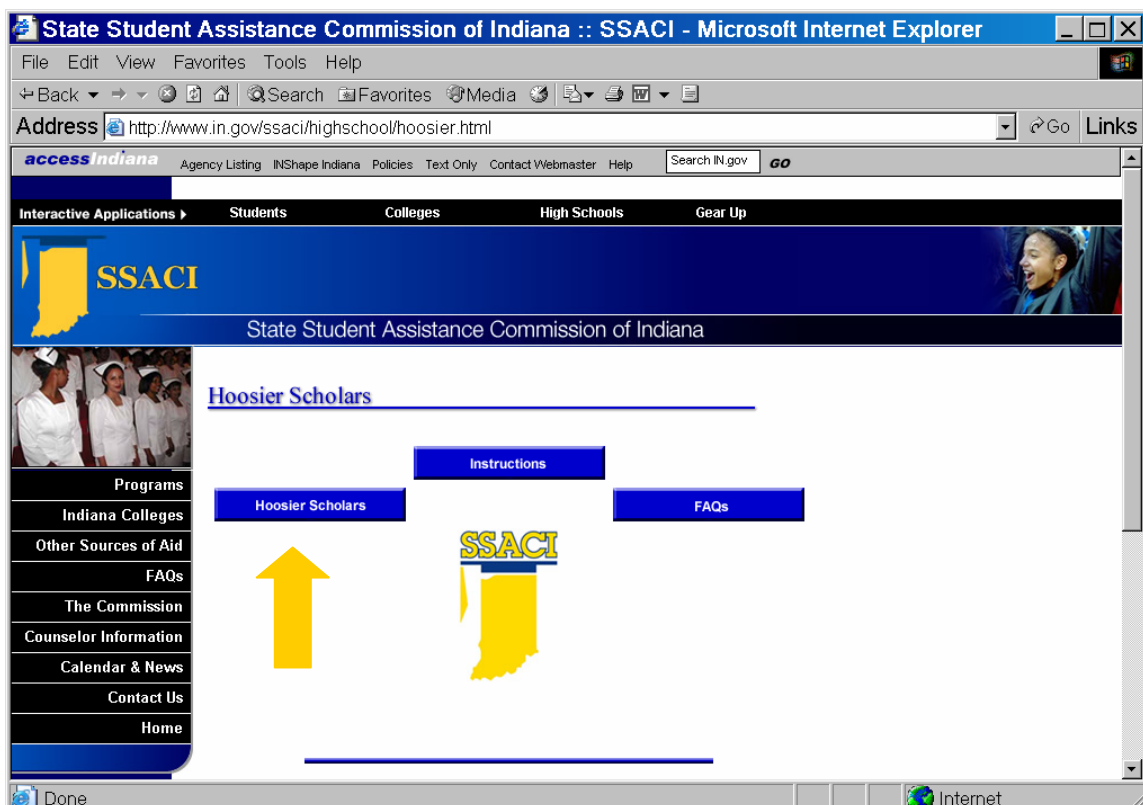 State Student Assistance Commission of Indiana :: SSACI - Microsoft Internet Explorer
File Edit View Favorites Tools Help
Back Search Favorites Media
Address http://www.in.gov/ssaci/highschool/hoosier.html Go Links
accessIndiana Agency Listing INShape Indiana Policies Text Only Contact Webmaster Help Search IN.gov GO
Interactive Applications Students Colleges High Schools Gear Up
SSACI
State Student Assistance Commission of Indiana
Hoosier Scholars
Instructions
Hoosier Scholars FAQs
SSACI
Programs
Indiana Colleges
Other Sources of Aid
FAQs
The Commission
Counselor Information
Calendar & News
Contact Us
Home
Done Internet